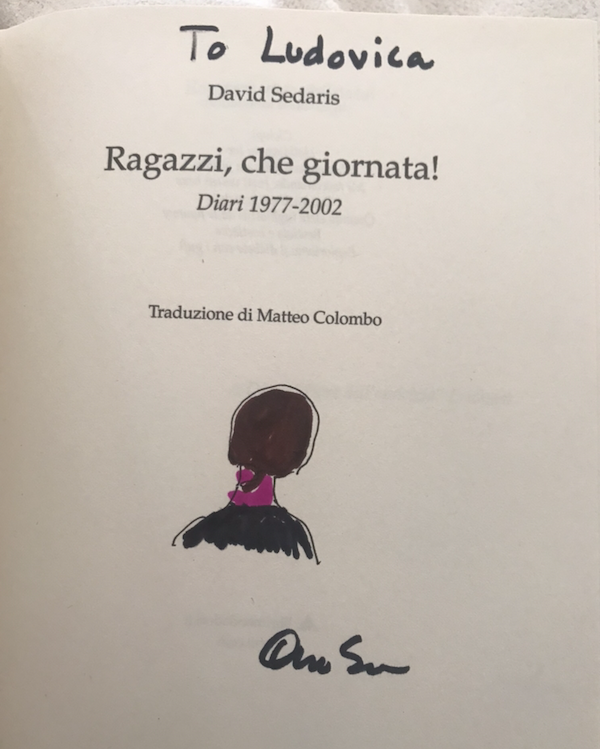 To Ludovica
David Sedaris
Ragazzi, che giornata!
Diari 1977-2002
Traduzione di Matteo Colombo